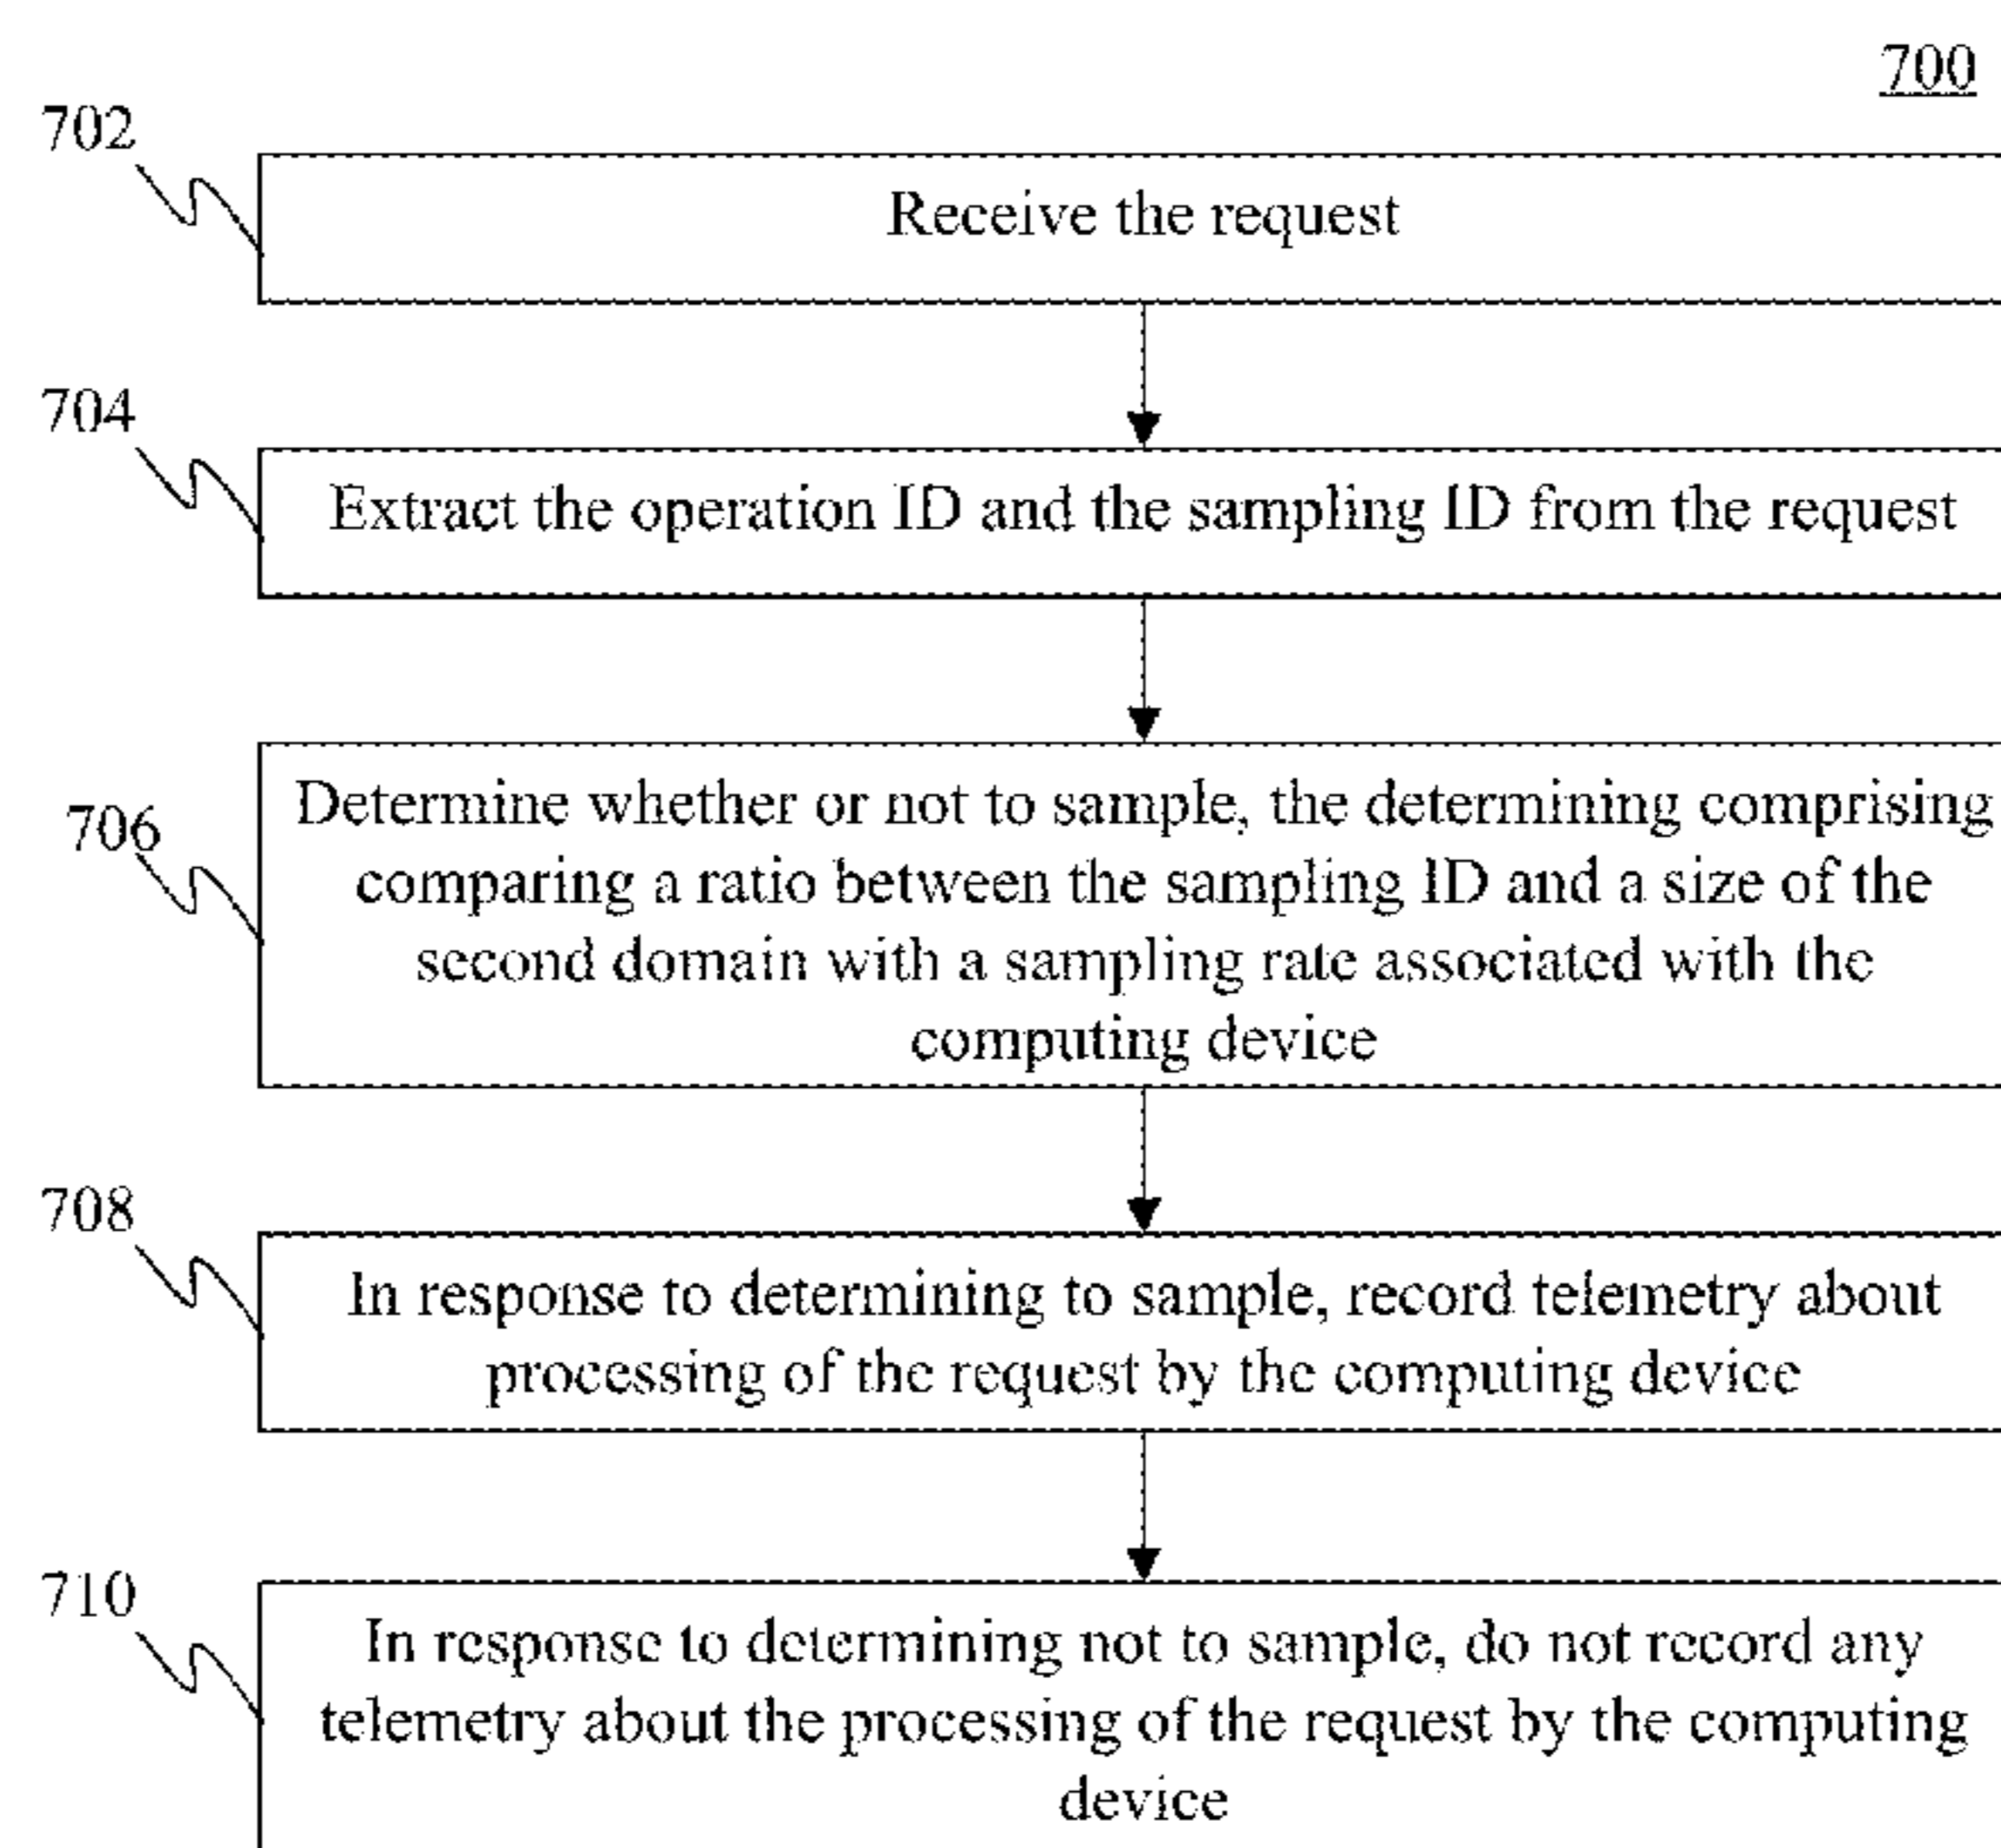 700
702
Receive the request
704
Extract the operation ID and the sampling ID from the request
706
Determine whether or not to sample, the determining comprising
comparing a ratio between the sampling ID and a size of the
second domain with a sampling rate associated with the
computing device
708
In response to determining to sample, record telemetry about
processing of the request by the computing device
710
In response to determining not to sample, do not record any
telemetry about the processing of the request by the computing
device